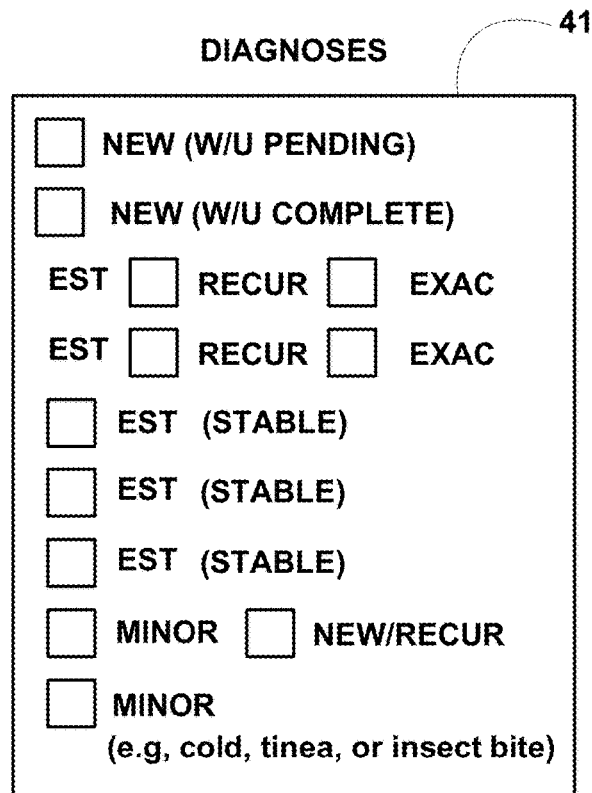 41
DIAGNOSES
NEW (W/U PENDING)
NEW (W/U COMPLETE)
EST RECUR EXAC
EST RECUR EXAC
EST (STABLE)
EST (STABLE)
EST (STABLE)
MINOR NEW/RECUR
MINOR
(e.g, cold, tinea, or insect bite)